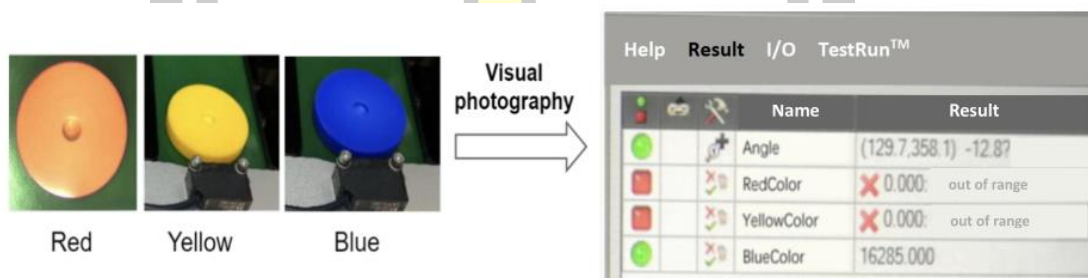 Red
Yellow
Blue
Visual
photography
Help Result I/O TestRun™
Name Result
Angle (129.7,358.1) -12.8?
RedColor 0.000: out of range
YellowColor 0.000: out of range
BlueColor 16285.000